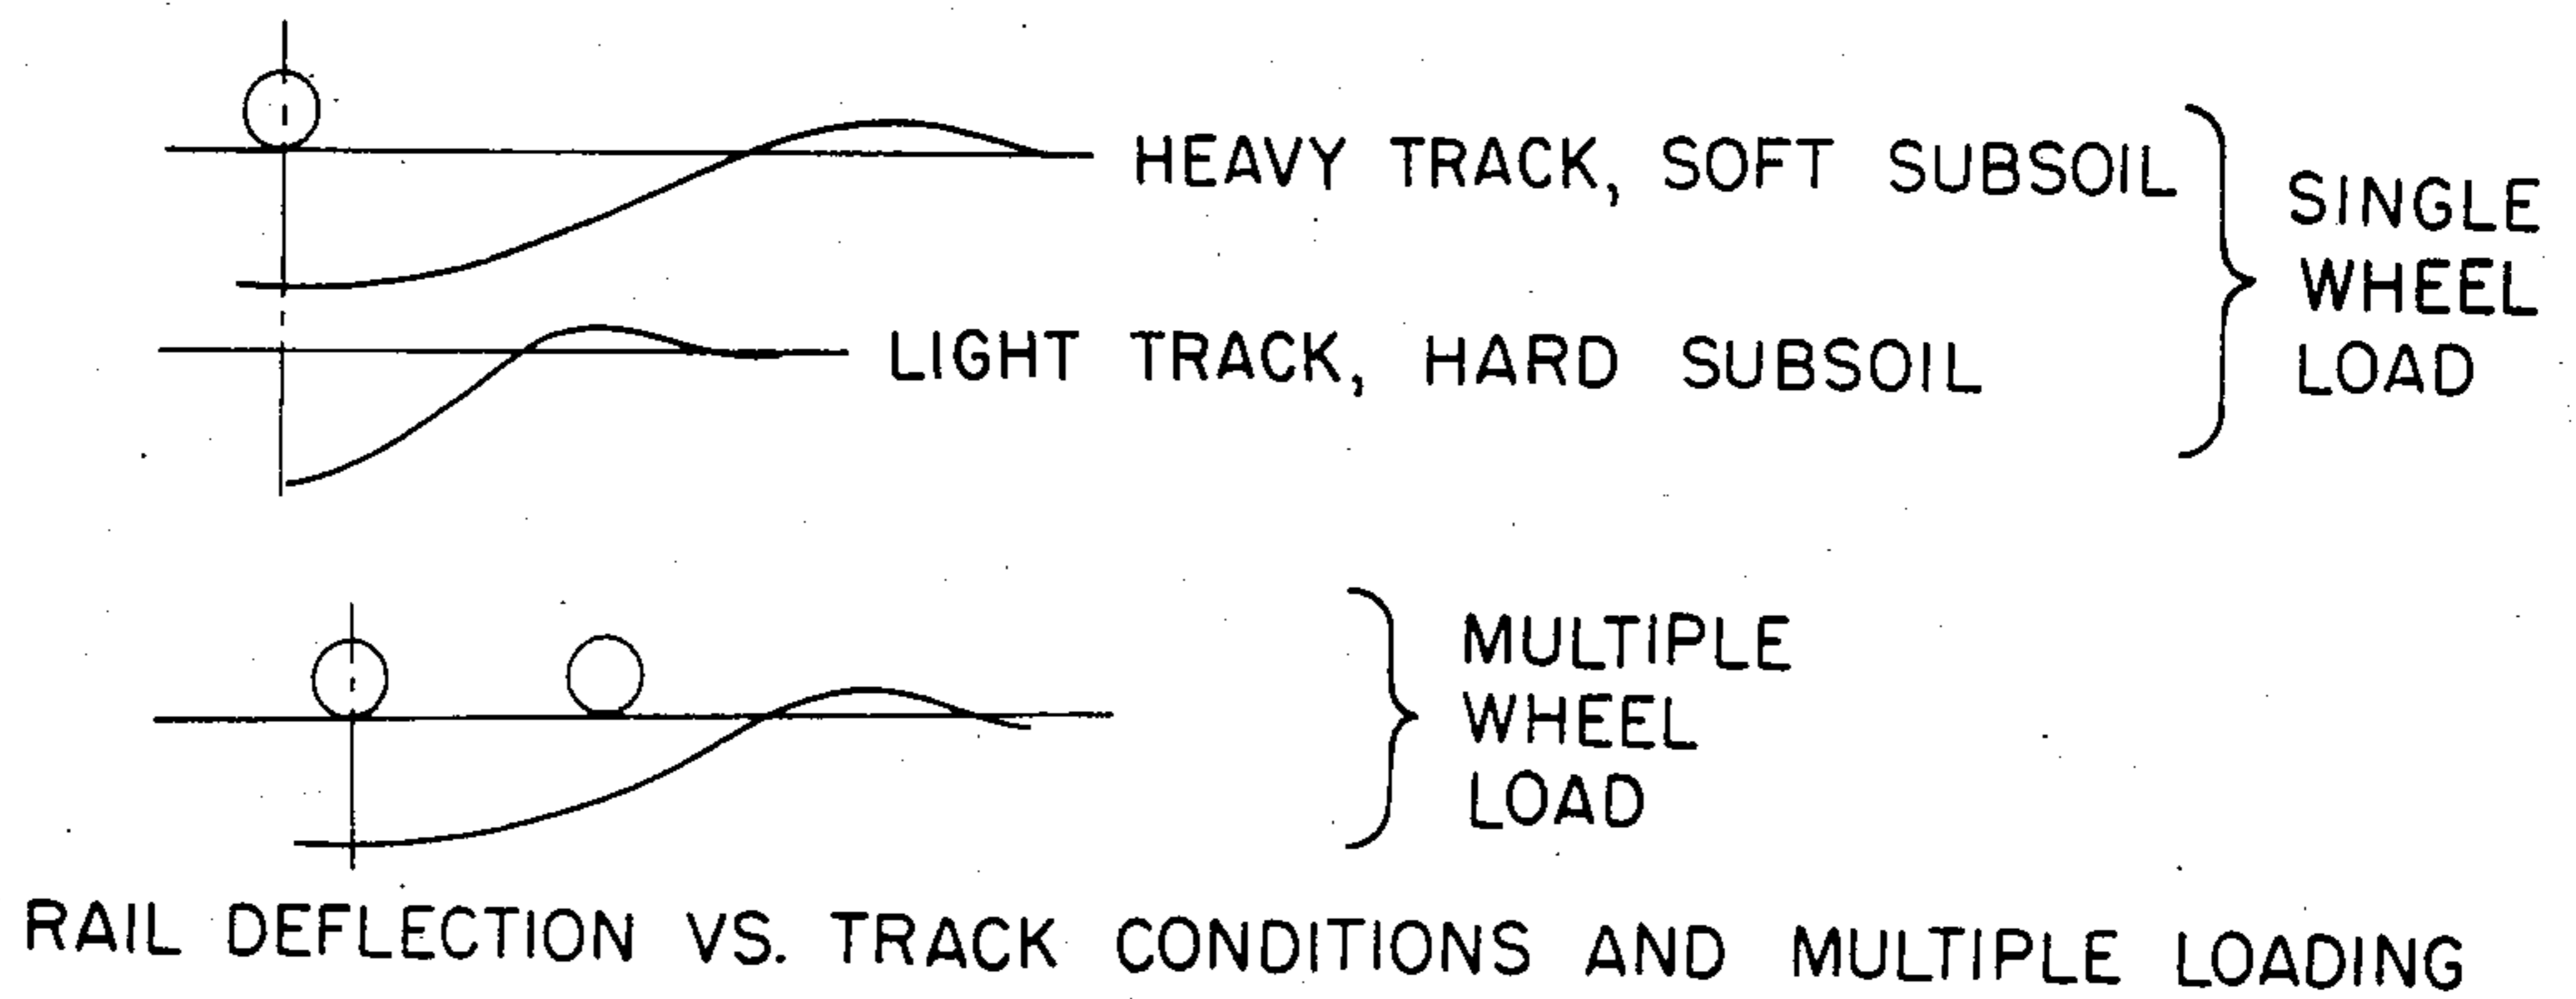 HEAVY TRACK, SOFT SUBSOIL
LIGHT TRACK, HARD SUBSOIL
SINGLE
WHEEL
LOAD
MULTIPLE
WHEEL
LOAD
RAIL DEFLECTION VS. TRACK CONDITIONS AND MULTIPLE LOADING